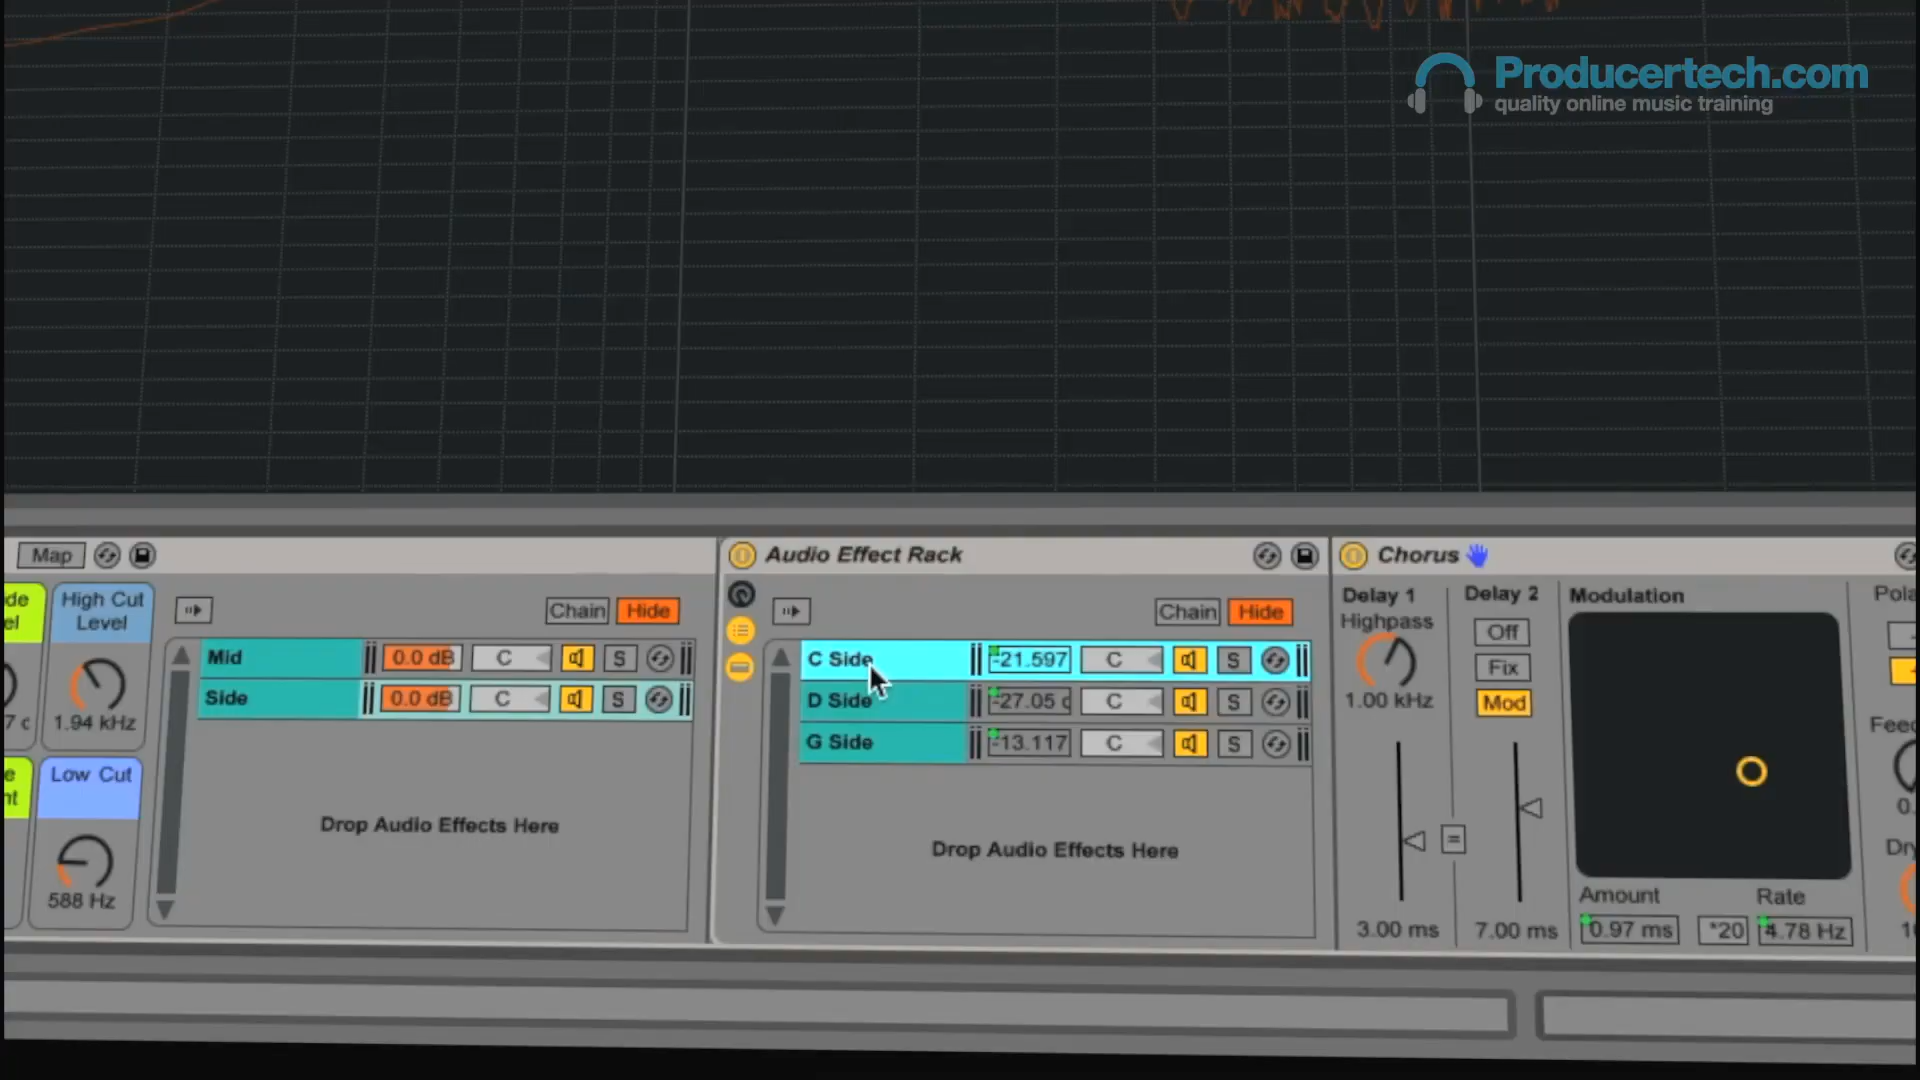 Producertech.com
quality online music training
Map
Audio Effect Rack
Chorus
High Cut
Level
Chain
Hide
Mid
0.0 dB
C
S
Side
0.0 dB
C
S
1.94 kHz
Low Cut
588 Hz
Drop Audio Effects Here
Chain
Hide
C Side
-21.597
C
S
D Side
-27.05
C
S
G Side
-13.117
C
S
Drop Audio Effects Here
Delay 1
Highpass
1.00 kHz
3.00 ms
=
Delay 2
Off
Fix
Mod
7.00 ms
Modulation
Amount
Rate
0.97 ms
*20
4.78 Hz